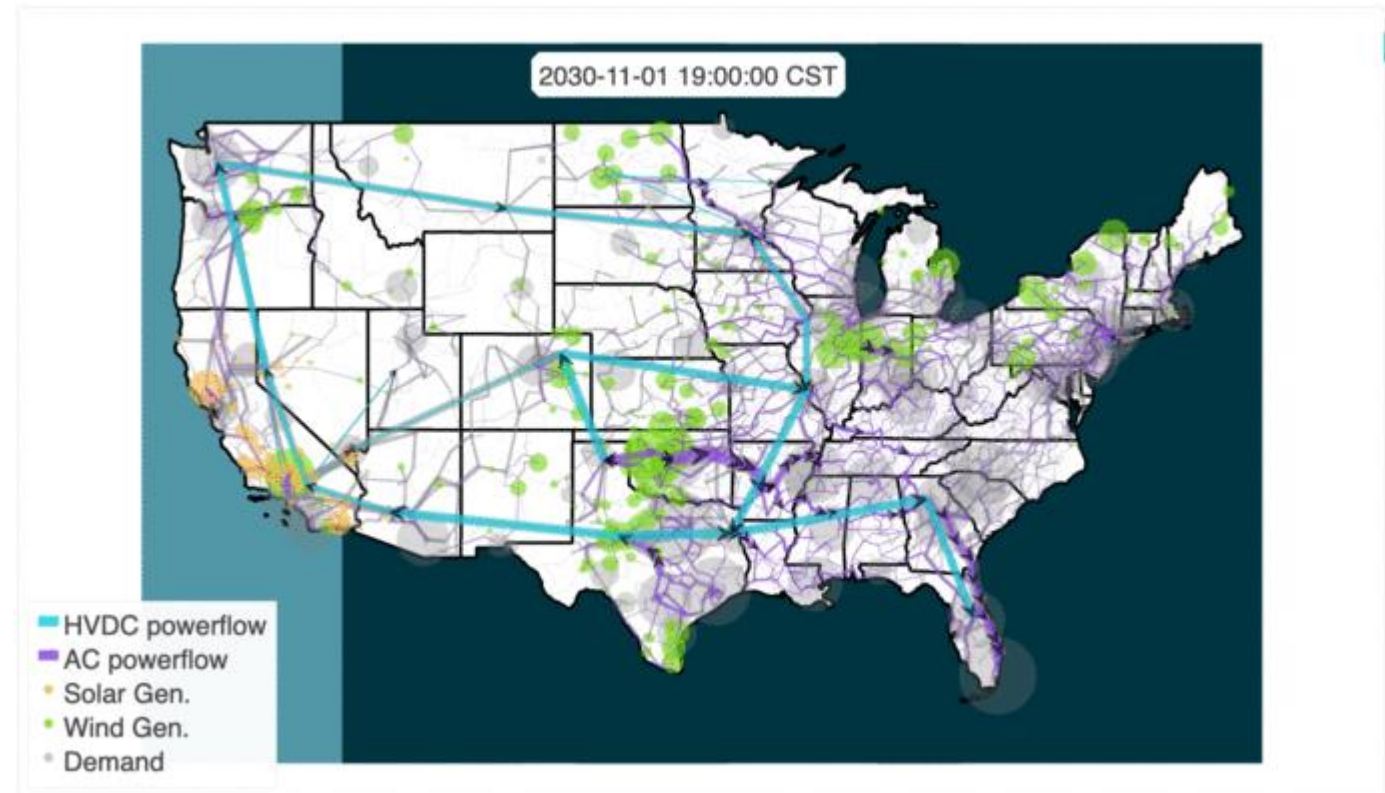 2030-11-01 19:00:00 CST
HVDC powerflow
AC powerflow
Solar Gen.
Wind Gen.
Demand